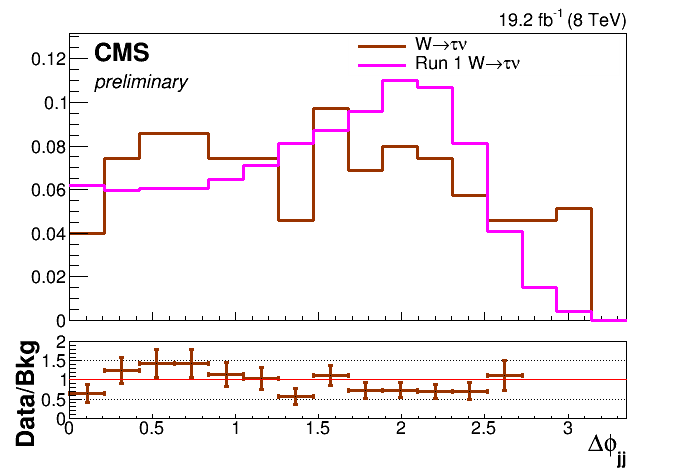 19.2 fb⁻¹ (8 TeV)
CMS
preliminary
W→τν
Run 1 W→τν
0.12
0.1
0.08
0.06
0.04
0.02
0
Data/Bkg
2
1.5
1
0.5
0
0 0.5 1 1.5 2 2.5 3
Δϕjj